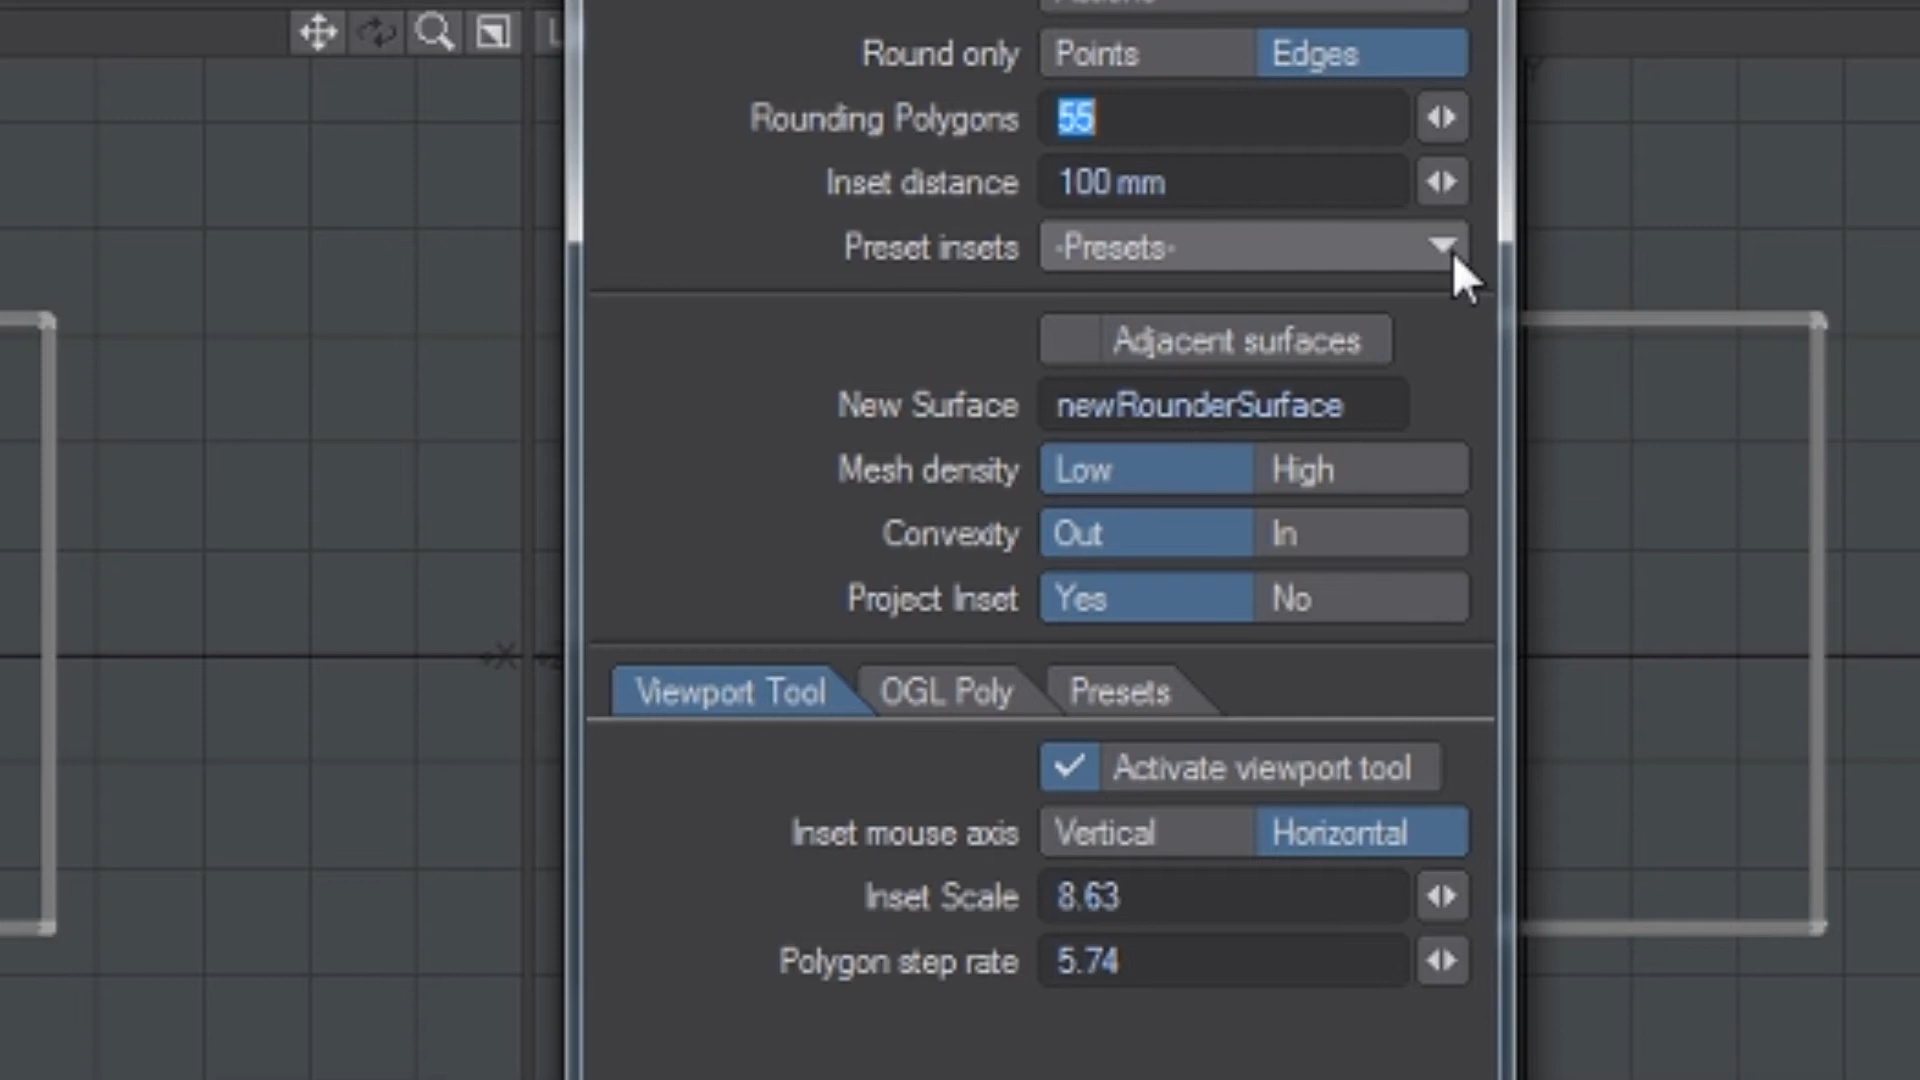 Round only Points Edges
Rounding Polygons 55
Inset distance 100 mm
Preset insets -Presets-
Adjacent surfaces
New Surface newRounderSurface
Mesh density Low High
Convexity Out In
Project Inset Yes No
Viewport Tool OGL Poly Presets
Activate viewport tool
Inset mouse axis Vertical Horizontal
Inset Scale 8.63
Polygon step rate 5.74